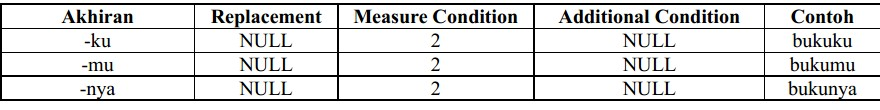 Akhiran Replacement Measure Condition Additional Condition Contoh
-ku NULL 2 NULL bukuku
-mu NULL 2 NULL bukumu
-nya NULL 2 NULL bukunya